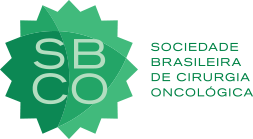 SB
CO
SOCIEDADE
BRASILEIRA
DE CIRURGIA
ONCOLÓGICA